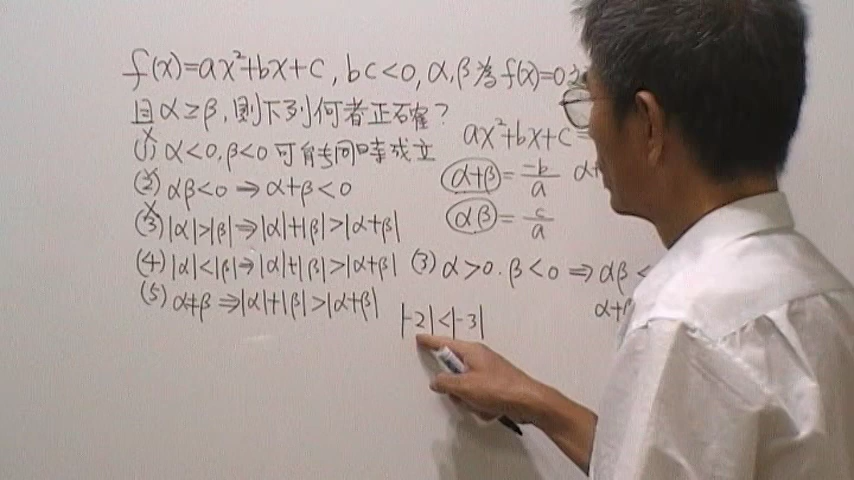 f(x)=ax²+bx+c, bc<0, α,β為f(x)=0之
且α≥β,則下列何者正確?
(1) α<0,β<0可能同時成立
(2) αβ<0⇒α+β<0
(3) |α|>|β|⇒|α|+|β|>|α+β|
(4) |α|<|β|⇒|α|+|β|>|α+β|
(5) α≠β⇒|α|+|β|>|α+β|
ax²+bx+c=
α+β=-b/a
αβ=c/a
(3) α>0.β<0⇒αβ<
|-2|<|-3|